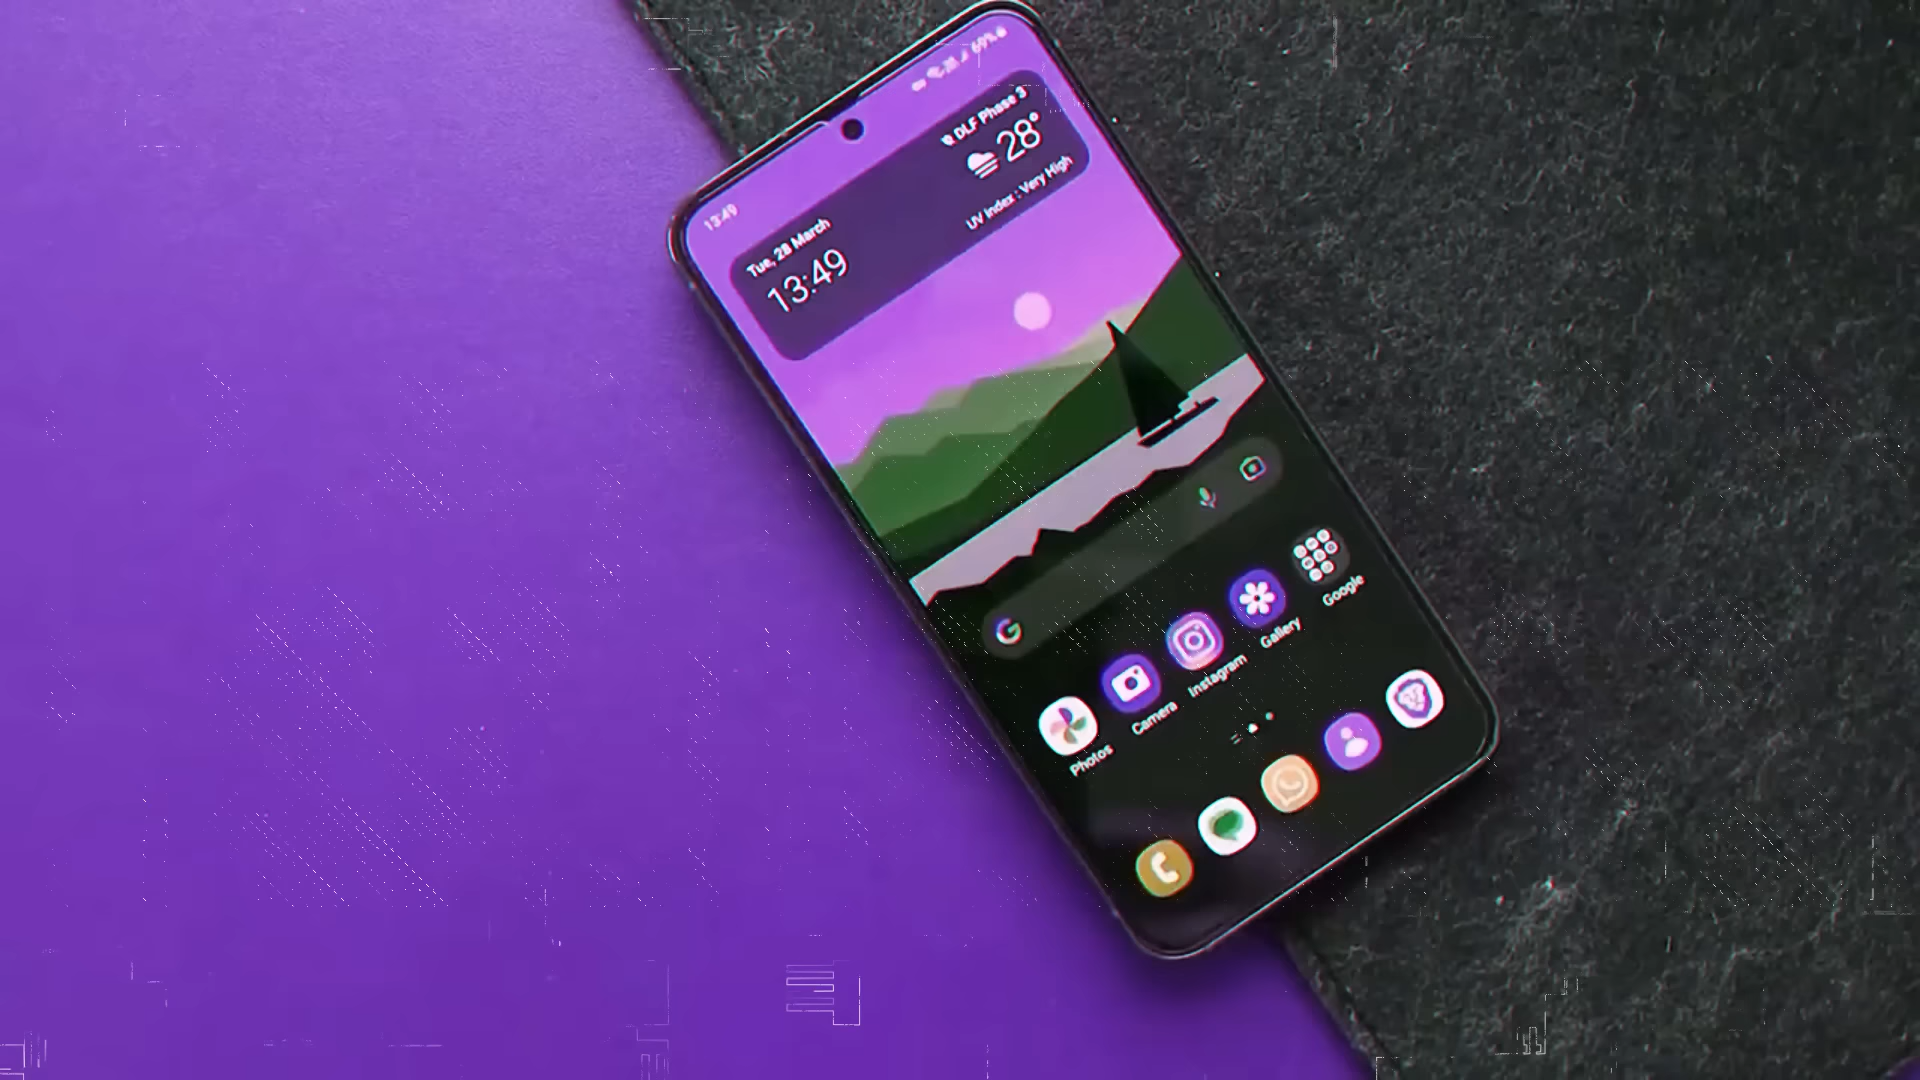 13:49
69%
DLF Phase 3
28°
UV index : Very High
Tue, 28 March
13:49
Photos
Camera
Instagram
Gallery
Google